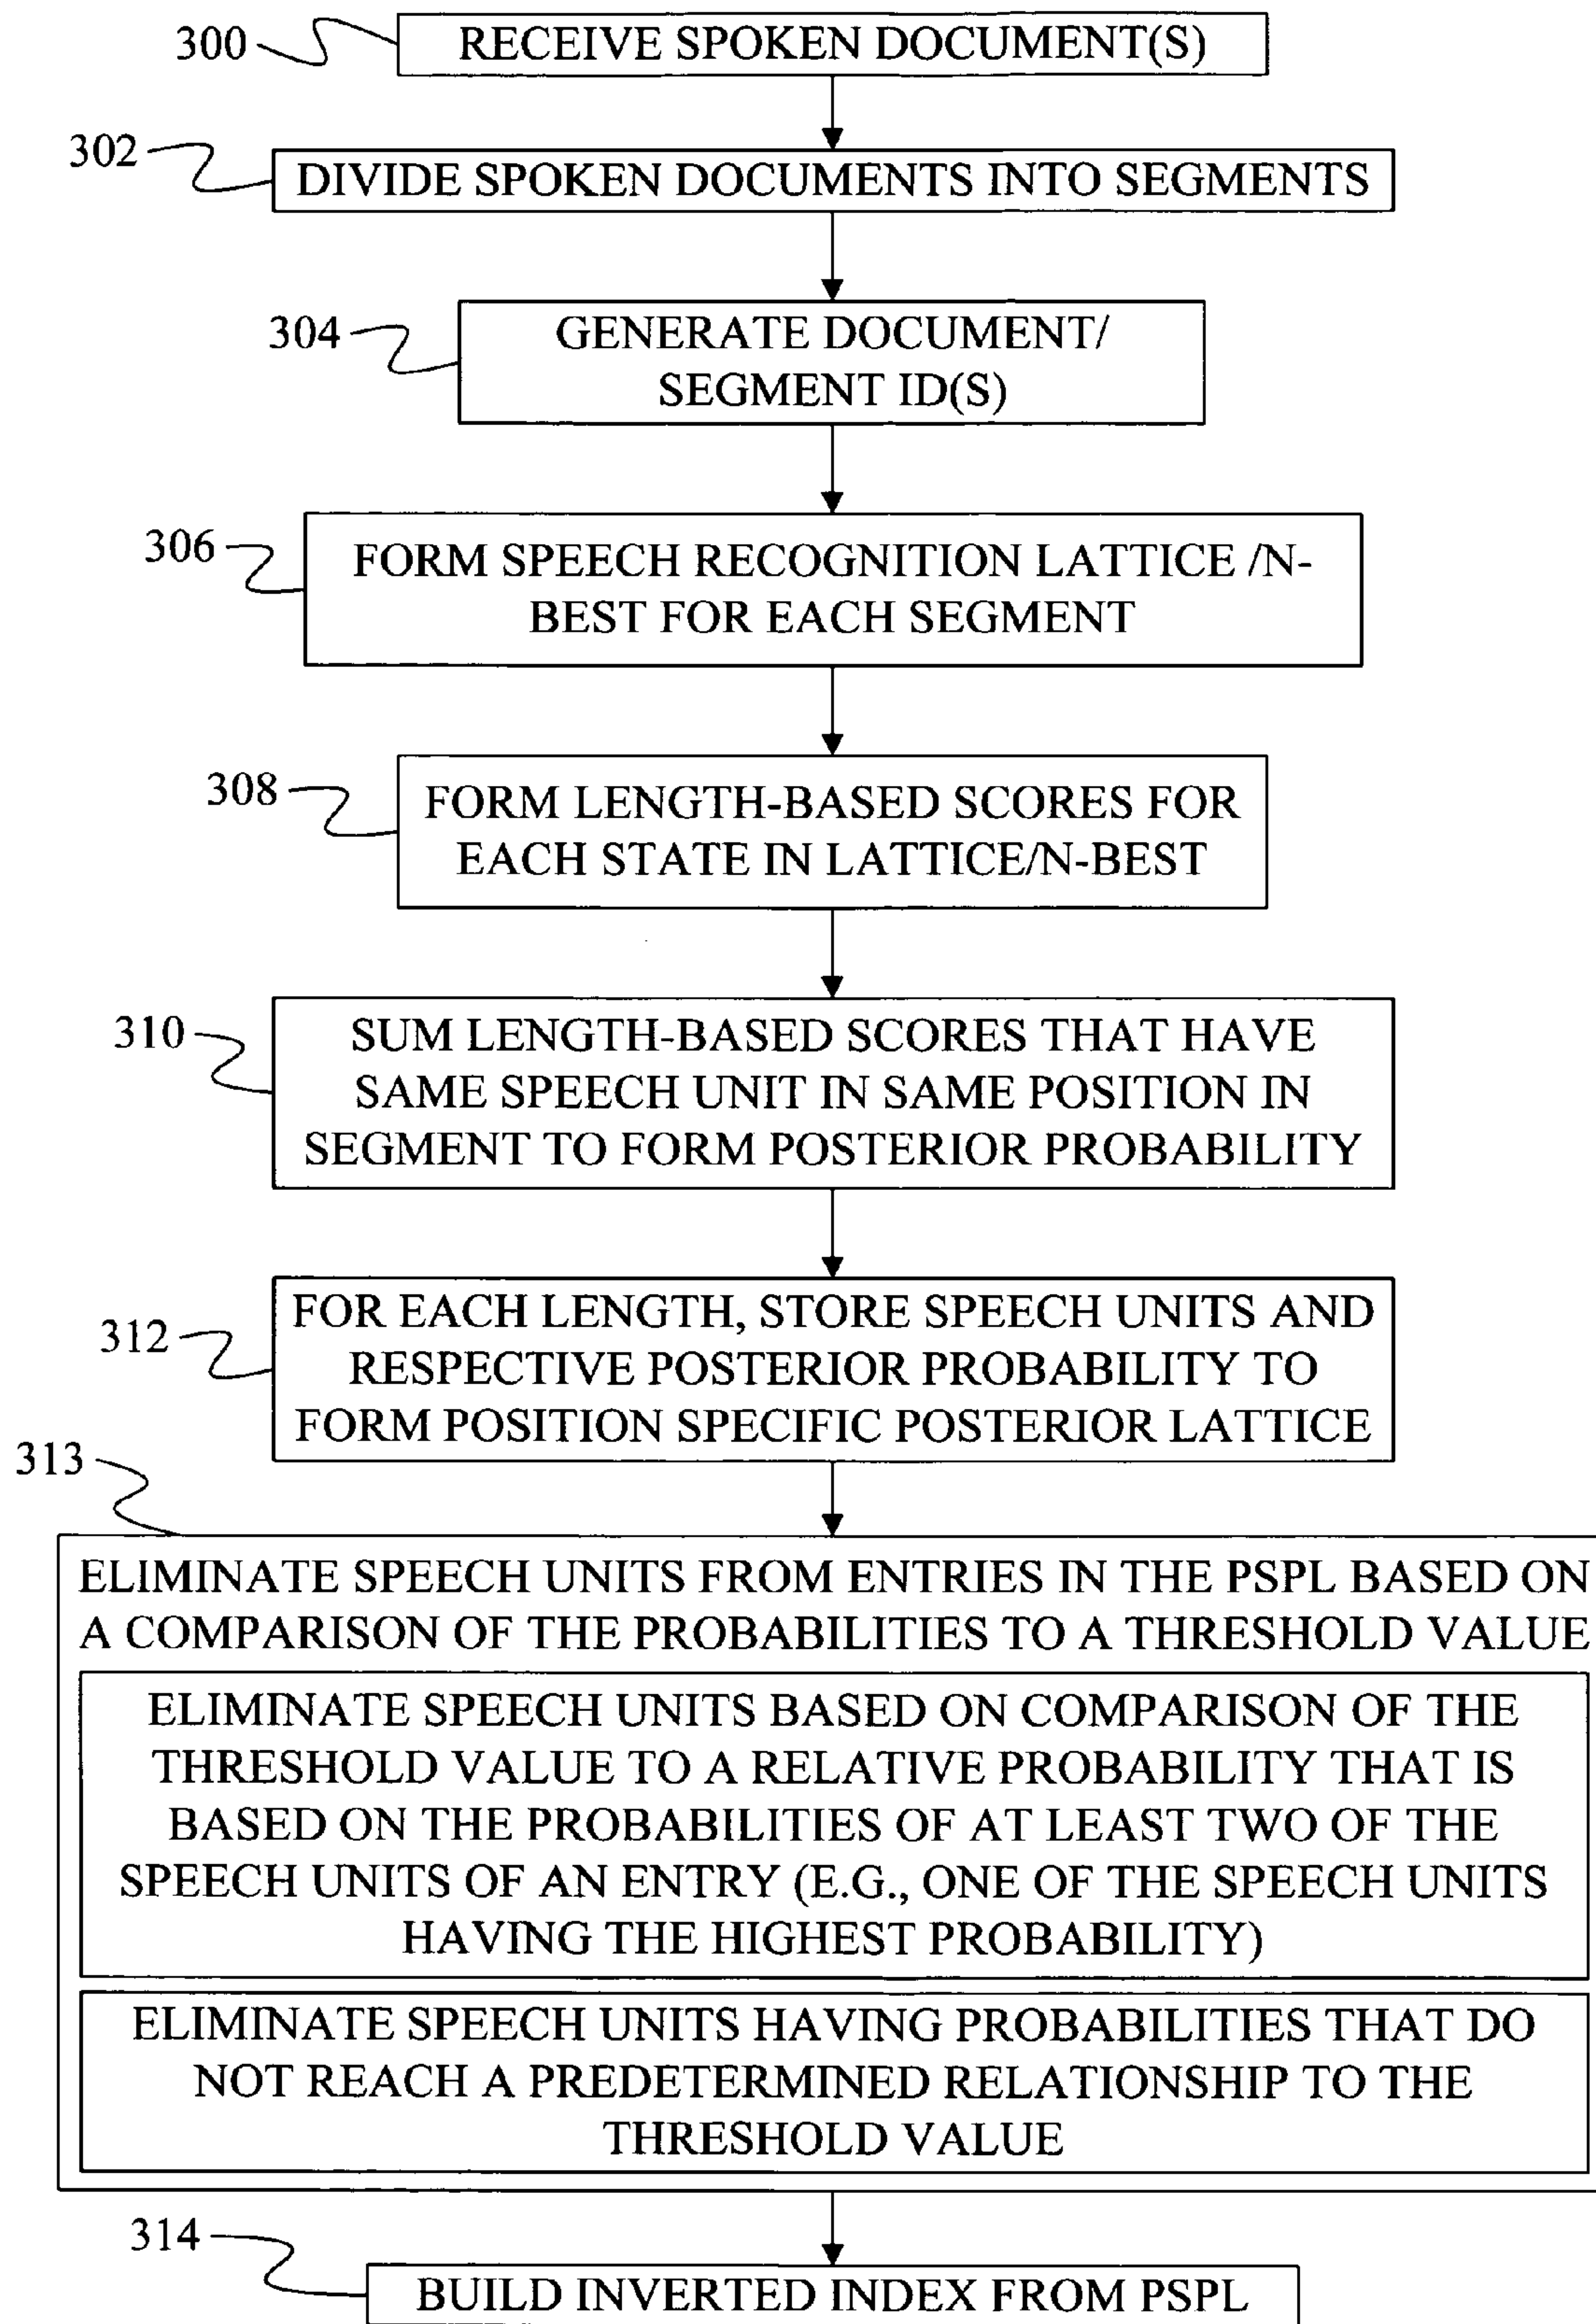 300
RECEIVE SPOKEN DOCUMENT(S)
302
DIVIDE SPOKEN DOCUMENTS INTO SEGMENTS
304
GENERATE DOCUMENT/
SEGMENT ID(S)
306
FORM SPEECH RECOGNITION LATTICE /N-
BEST FOR EACH SEGMENT
308
FORM LENGTH-BASED SCORES FOR
EACH STATE IN LATTICE/N-BEST
310
SUM LENGTH-BASED SCORES THAT HAVE
SAME SPEECH UNIT IN SAME POSITION IN
SEGMENT TO FORM POSTERIOR PROBABILITY
312
FOR EACH LENGTH, STORE SPEECH UNITS AND
RESPECTIVE POSTERIOR PROBABILITY TO
FORM POSITION SPECIFIC POSTERIOR LATTICE
313
ELIMINATE SPEECH UNITS FROM ENTRIES IN THE PSPL BASED ON
A COMPARISON OF THE PROBABILITIES TO A THRESHOLD VALUE
ELIMINATE SPEECH UNITS BASED ON COMPARISON OF THE
THRESHOLD VALUE TO A RELATIVE PROBABILITY THAT IS
BASED ON THE PROBABILITIES OF AT LEAST TWO OF THE
SPEECH UNITS OF AN ENTRY (E.G., ONE OF THE SPEECH UNITS
HAVING THE HIGHEST PROBABILITY)
ELIMINATE SPEECH UNITS HAVING PROBABILITIES THAT DO
NOT REACH A PREDETERMINED RELATIONSHIP TO THE
THRESHOLD VALUE
314
BUILD INVERTED INDEX FROM PSPL